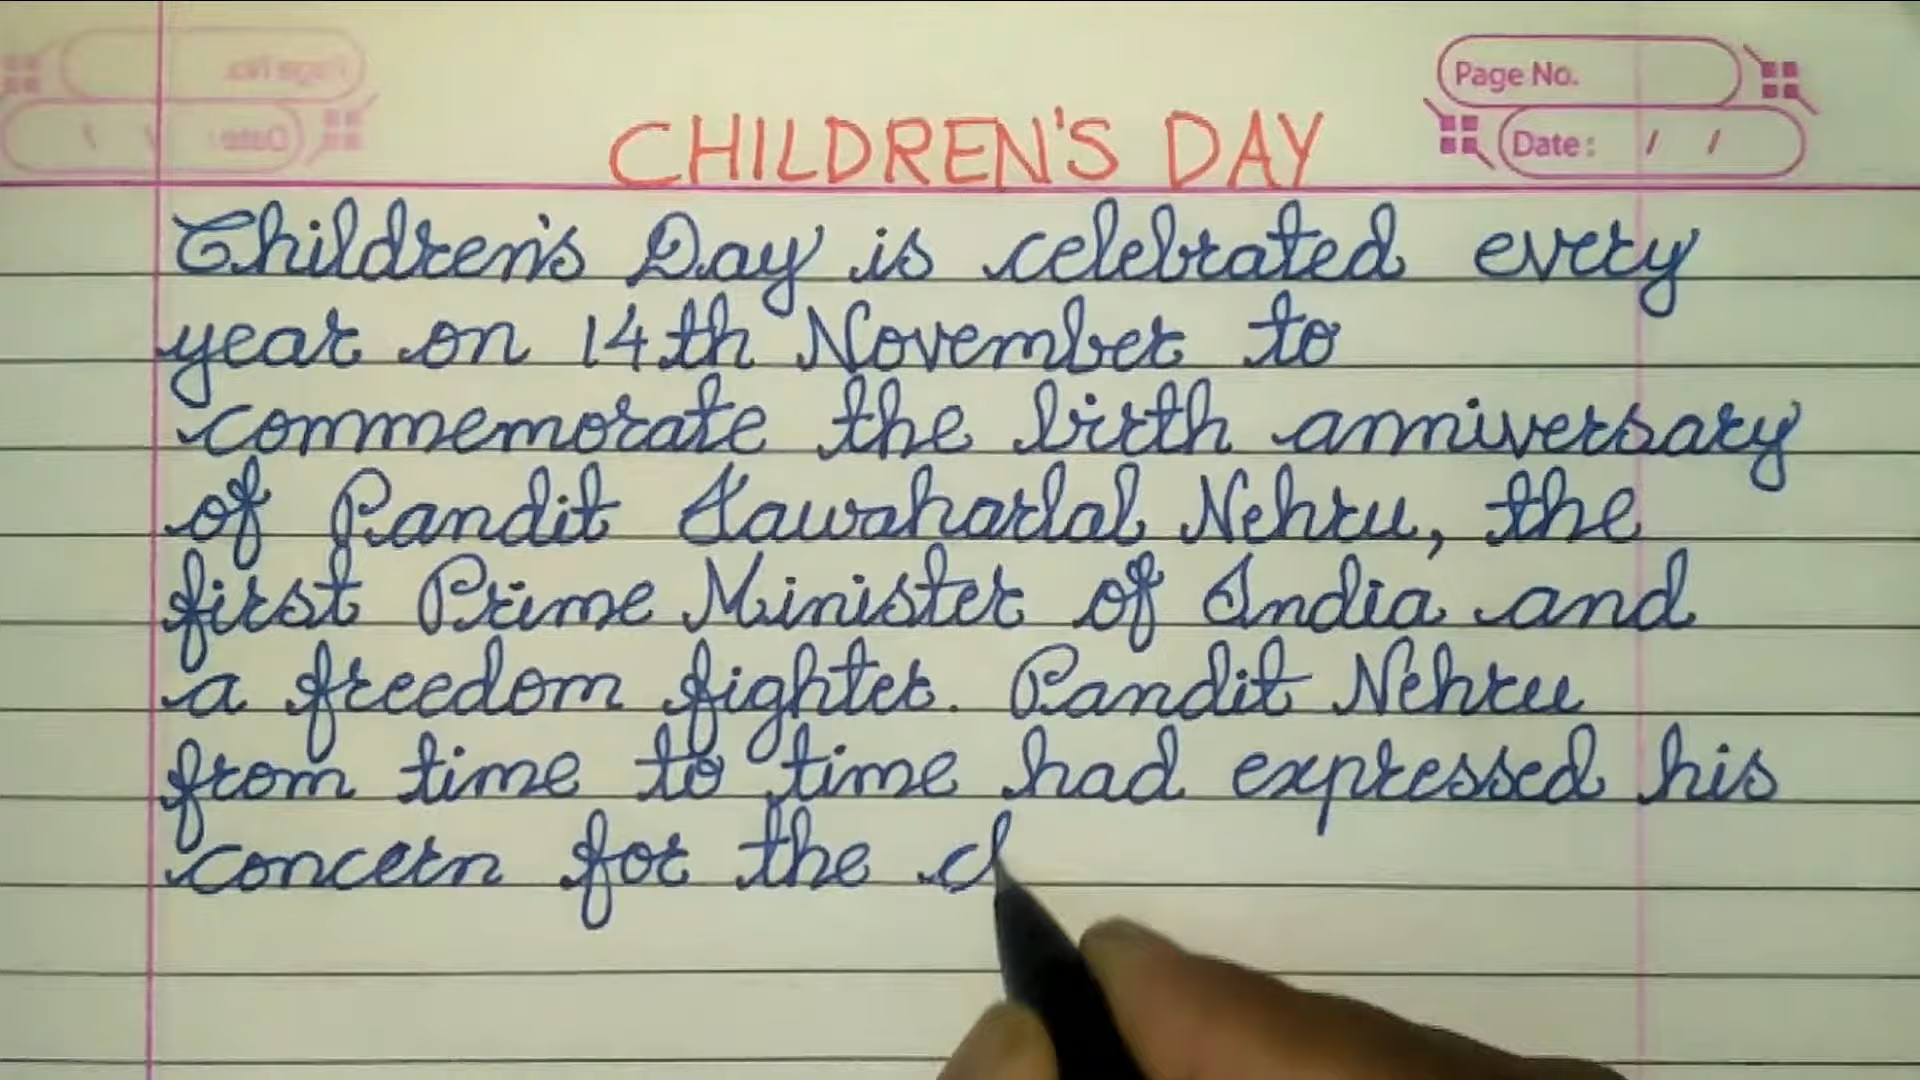 Page No.
Date: / /
CHILDREN'S DAY
Children's Day is celebrated every
year on 14th November to
commemorate the birth anniversary
of Pandit Jawaharlal Nehru, the
first Prime Minister of India and
a freedom fighter. Pandit Nehru
from time to time had expressed his
concern for the